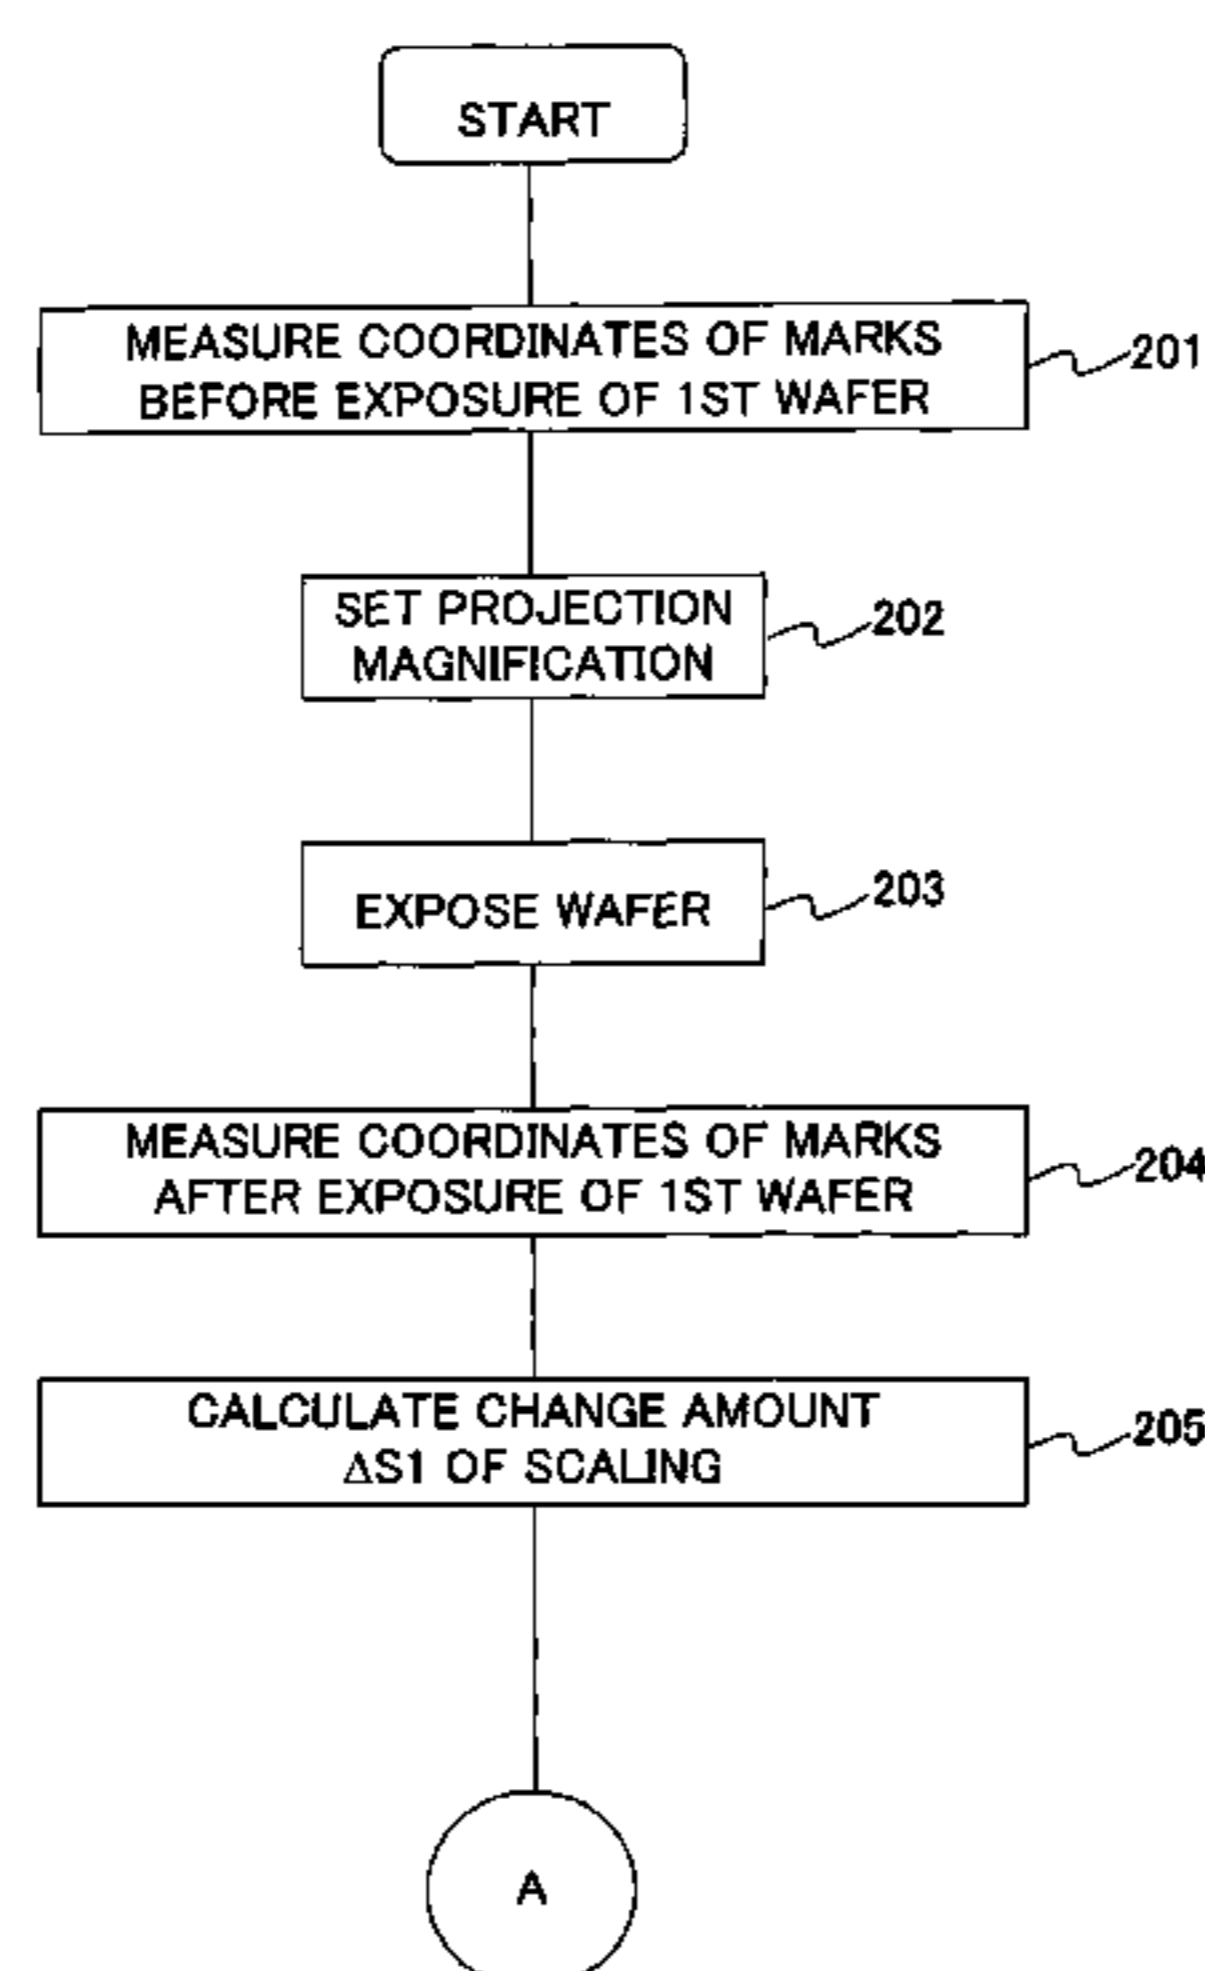 START
MEASURE COORDINATES OF MARKS
BEFORE EXPOSURE OF 1ST WAFER
201
SET PROJECTION
MAGNIFICATION
202
EXPOSE WAFER
203
MEASURE COORDINATES OF MARKS
AFTER EXPOSURE OF 1ST WAFER
204
CALCULATE CHANGE AMOUNT
ΔS1 OF SCALING
205
A